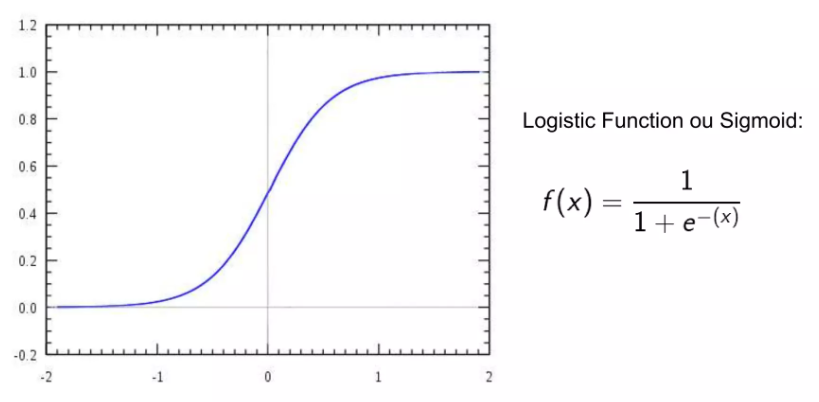 1.2
1.0
0.8
0.6
0.4
0.2
0.0
-0.2
-2 -1 0 1 2
Logistic Function ou Sigmoid:
f(x) = 1 / (1 + e^−(x))